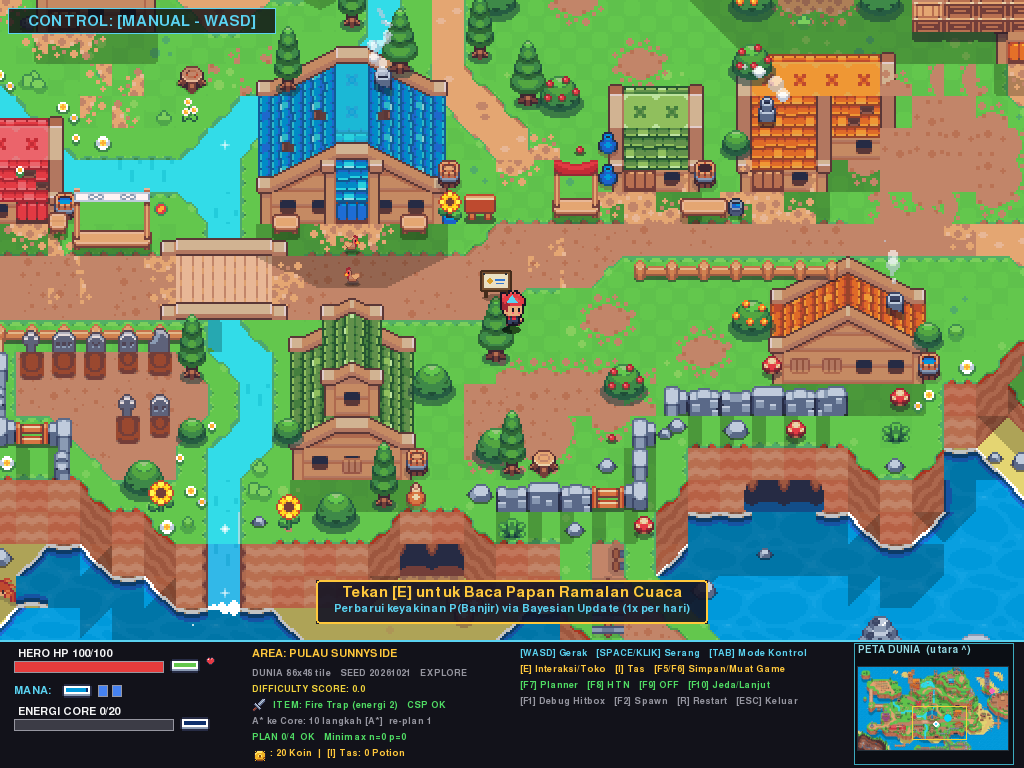 CONTROL: [MANUAL - WASD]
Tekan [E] untuk Baca Papan Ramalan Cuaca
Perbarui keyakinan P(Banjir) via Bayesian Update (1x per hari)
HERO HP 100/100
MANA:
ENERGI CORE 0/20
AREA: PULAU SUNNYSIDE
DUNIA 86x48 tile SEED 20261021 EXPLORE
DIFFICULTY SCORE: 0.0
ITEM: Fire Trap (energi 2) CSP OK
A* ke Core: 10 langkah [A*] re-plan 1
PLAN 0/4 OK Minimax n=0 p=0
: 20 Koin | [I] Tas: 0 Potion
[WASD] Gerak [SPACE/KLIK] Serang [TAB] Mode Kontrol
[E] Interaksi/Toko [I] Tas [F5/F6] Simpan/Muat Game
[F7] Planner [F8] HTN [F9] OFF [F10] Jeda/Lanjut
[F1] Debug Hitbox [F2] Spawn [R] Restart [ESC] Keluar
PETA DUNIA (utara ^)